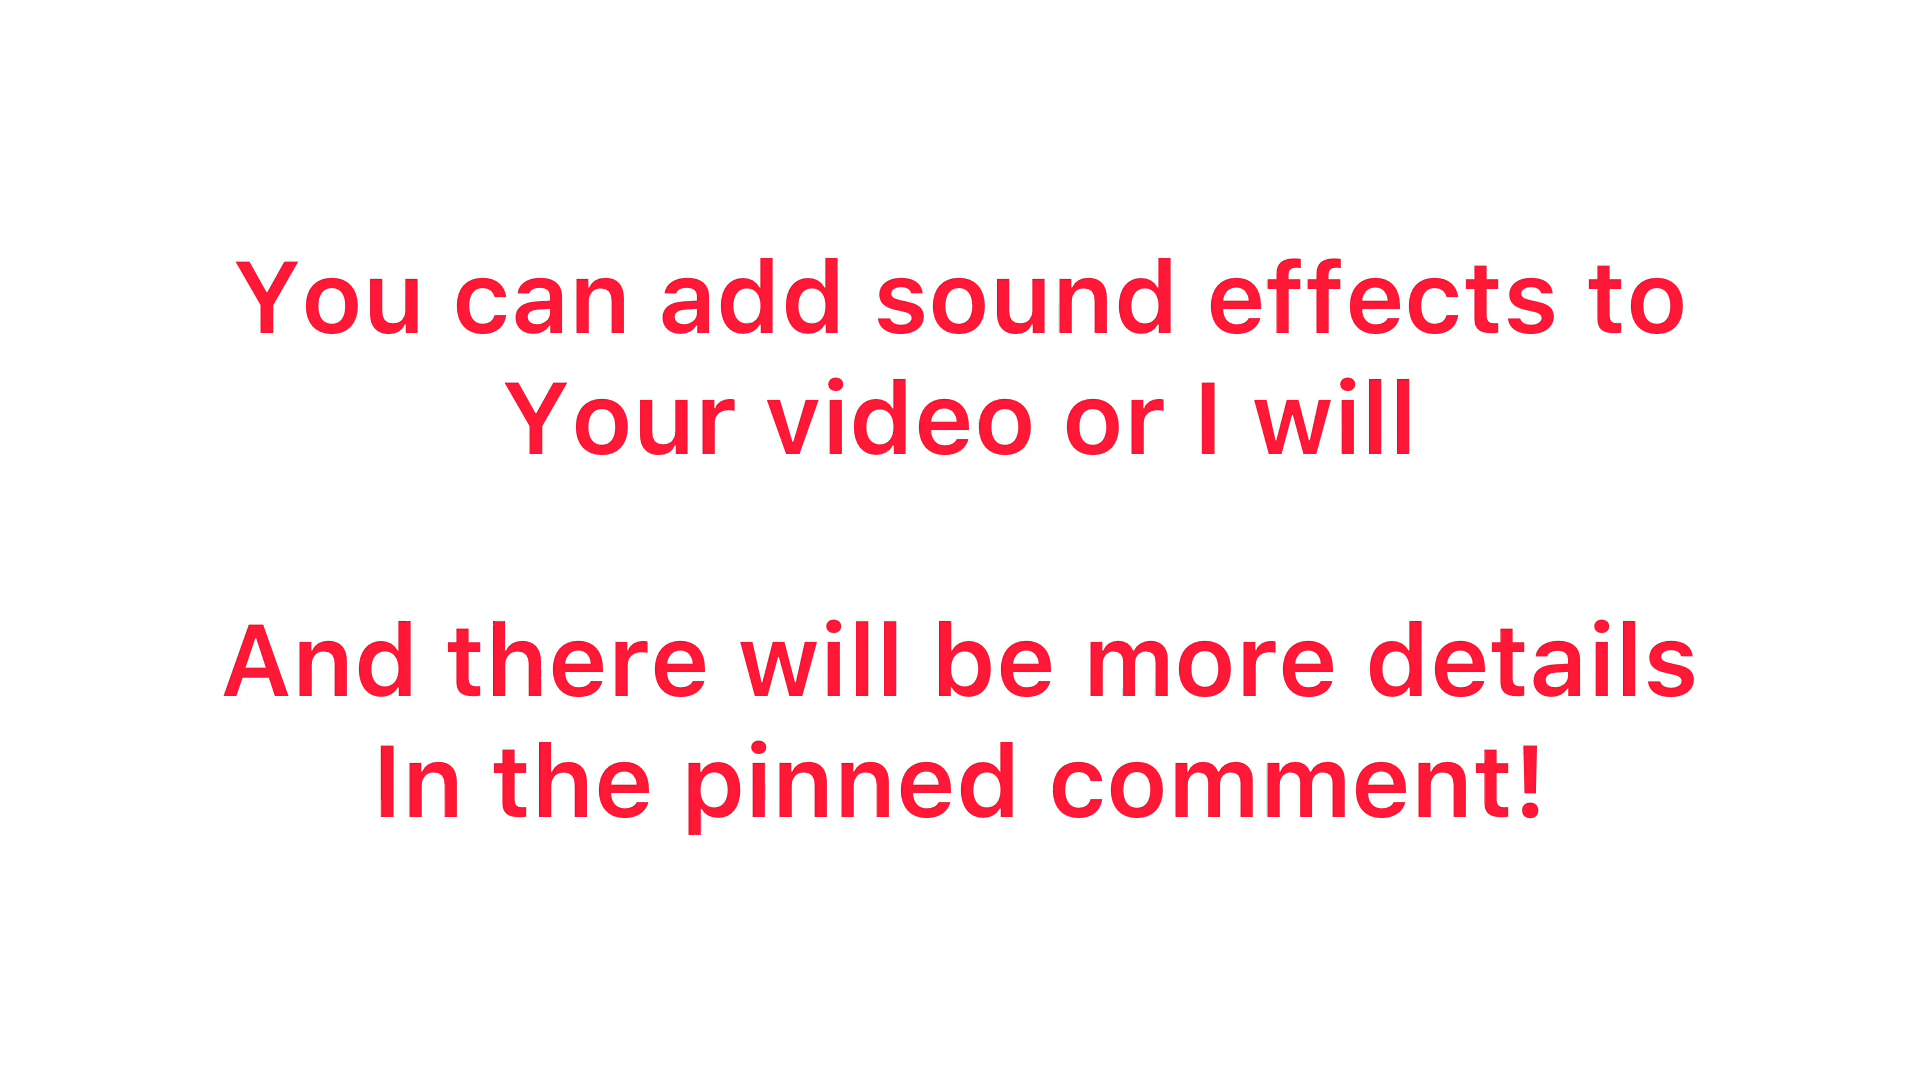 You can add sound effects to
Your video or I will
And there will be more details
In the pinned comment!